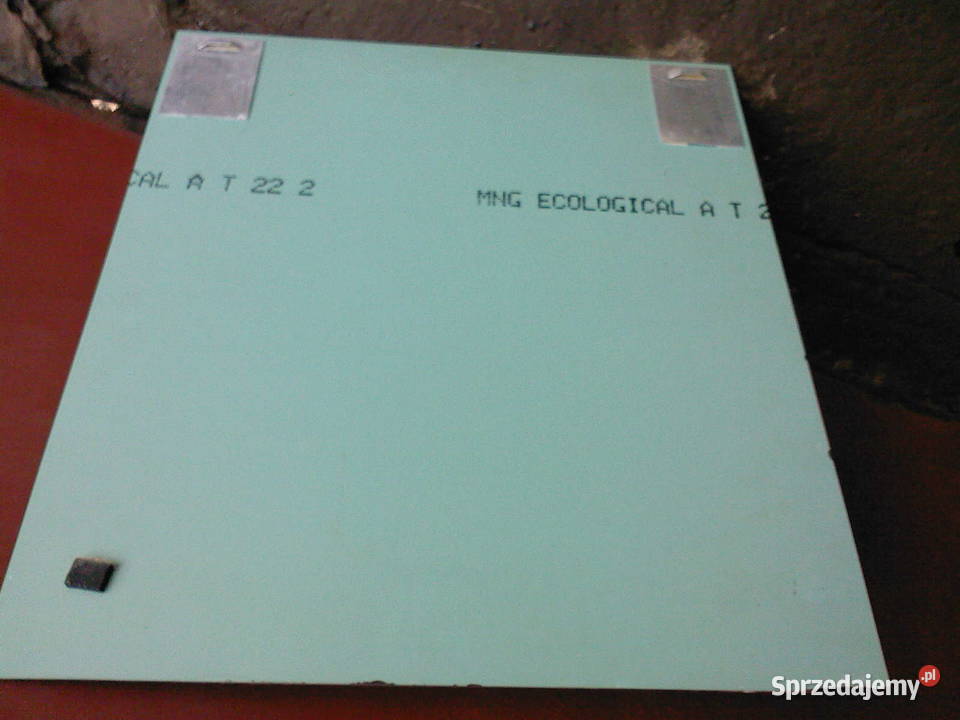 CAL A T 22 2
MNG ECOLOGICAL A T 2
Sprzedajemy.pl